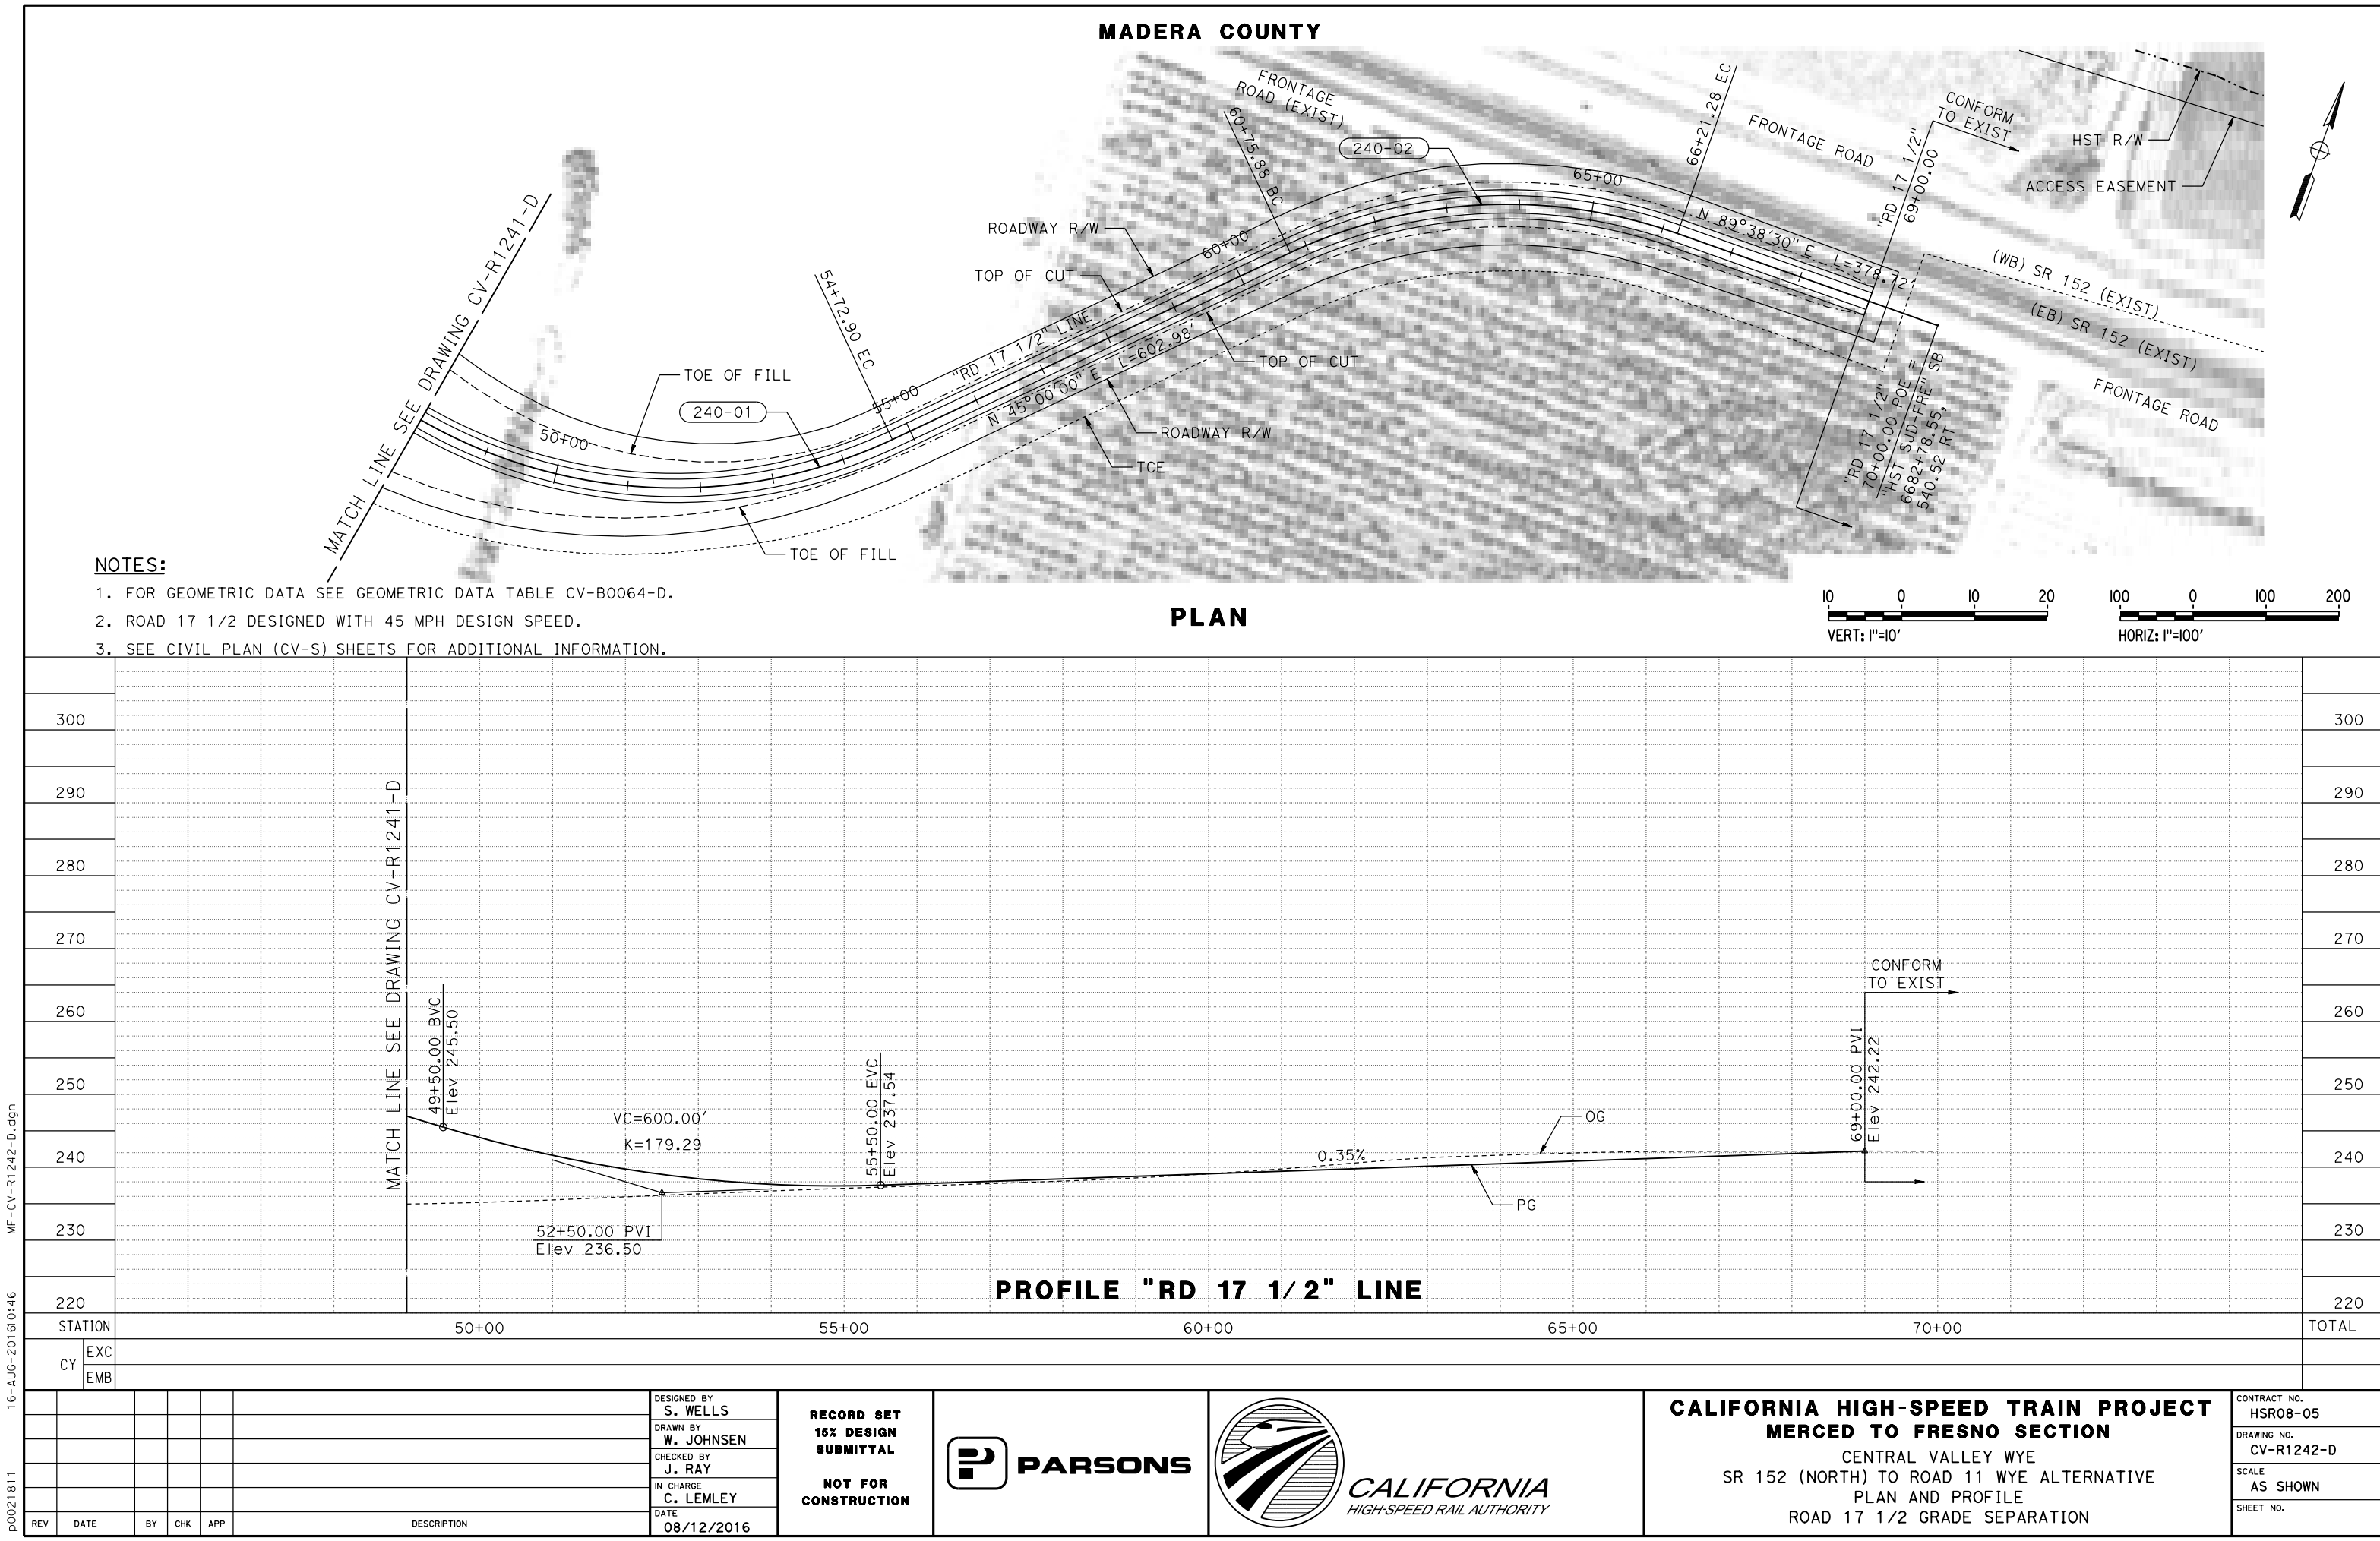 MADERA COUNTY
FRONTAGE
ROAD (EXIST)
60+75.88 BC
240-02
66+21.28 EC
65+00
FRONTAGE ROAD
"RD 17 1/2"
69+00.00
CONFORM
TO EXIST
HST R/W
ACCESS EASEMENT
MATCH LINE SEE DRAWING CV-R1241-D
ROADWAY R/W
TOP OF CUT
60+00
N 89°38'30" E L=378.72'
(WB) SR 152 (EXIST)
(EB) SR 152 (EXIST)
FRONTAGE ROAD
54+72.90 EC
"RD 17 1/2" LINE
N 45°00'00" E L=602.98'
TOP OF CUT
TOE OF FILL
240-01
55+00
50+00
ROADWAY R/W
TCE
TOE OF FILL
"RD 17 1/2"
70+00.00 POE =
"HST SJD-FRE" SB
6682+78.55,
540.52 RT
NOTES:
1. FOR GEOMETRIC DATA SEE GEOMETRIC DATA TABLE CV-B0064-D.
2. ROAD 17 1/2 DESIGNED WITH 45 MPH DESIGN SPEED.
3. SEE CIVIL PLAN (CV-S) SHEETS FOR ADDITIONAL INFORMATION.
PLAN
10 0 10 20
VERT: 1"=10'
100 0 100 200
HORIZ: 1"=100'
300 300
290 290
280 280
270 270
260 260
250 250
240 240
230 230
220 220
MATCH LINE SEE DRAWING CV-R1241-D
49+50.00 BVC
Elev 245.50
VC=600.00'
K=179.29
52+50.00 PVI
Elev 236.50
55+50.00 EVC
Elev 237.54
0.35%
OG
PG
69+00.00 PVI
Elev 242.22
CONFORM
TO EXIST
PROFILE "RD 17 1/2" LINE
STATION 50+00 55+00 60+00 65+00 70+00 TOTAL
CY
EXC
EMB
REV DATE BY CHK APP DESCRIPTION
DESIGNED BY
S. WELLS
DRAWN BY
W. JOHNSEN
CHECKED BY
J. RAY
IN CHARGE
C. LEMLEY
DATE
08/12/2016
RECORD SET
15% DESIGN
SUBMITTAL
NOT FOR
CONSTRUCTION
PARSONS
CALIFORNIA
HIGH-SPEED RAIL AUTHORITY
CALIFORNIA HIGH-SPEED TRAIN PROJECT
MERCED TO FRESNO SECTION
CENTRAL VALLEY WYE
SR 152 (NORTH) TO ROAD 11 WYE ALTERNATIVE
PLAN AND PROFILE
ROAD 17 1/2 GRADE SEPARATION
CONTRACT NO.
HSR08-05
DRAWING NO.
CV-R1242-D
SCALE
AS SHOWN
SHEET NO.
p0021811 16-AUG-2016 10:46 MF-CV-R1242-D.dgn